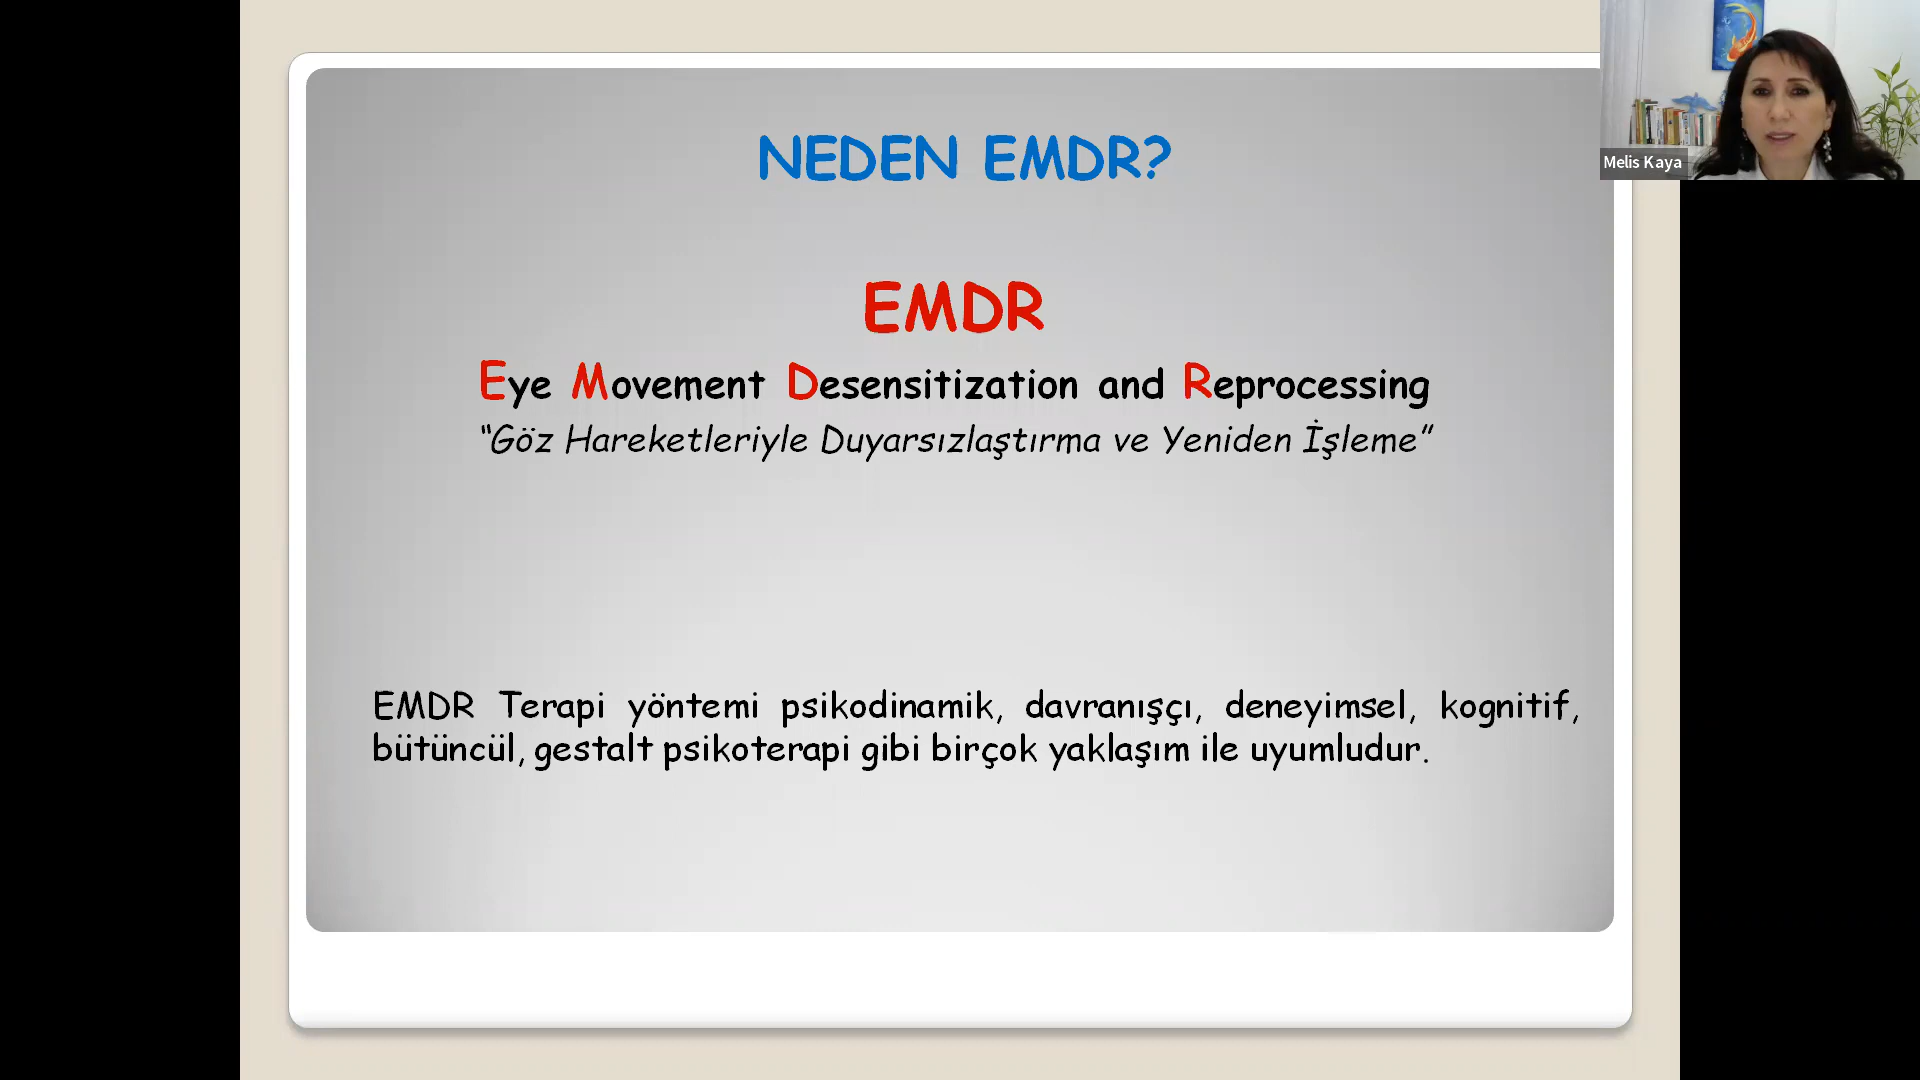 NEDEN EMDR?
EMDR
Eye Movement Desensitization and Reprocessing
“Göz Hareketleriyle Duyarsızlaştırma ve Yeniden İşleme”
EMDR Terapi yöntemi psikodinamik, davranışçı, deneyimsel, kognitif,
bütüncül, gestalt psikoterapi gibi birçok yaklaşım ile uyumludur.
Melis Kaya